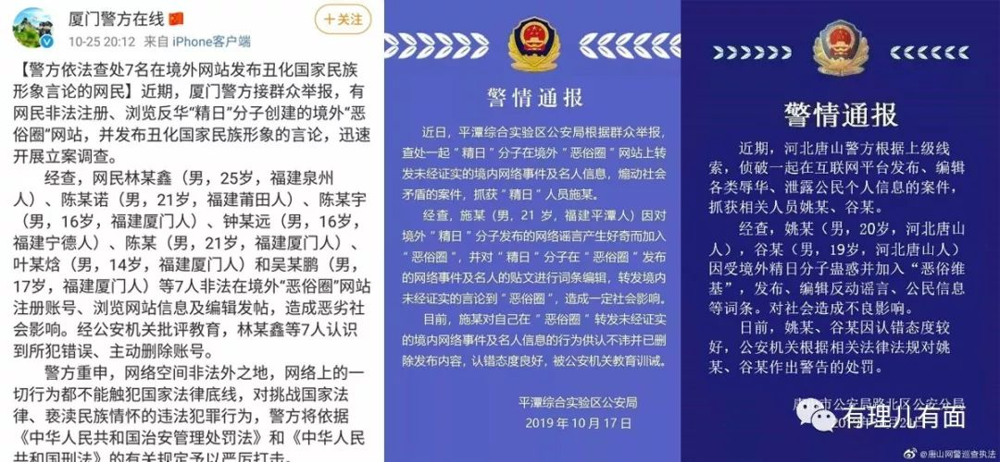 厦门警方在线
+关注
10-25 20:12 来自 iPhone客户端
【警方依法查处7名在境外网站发布丑化国家民族
形象言论的网民】近期，厦门警方接群众举报，有
网民非法注册、浏览反华“精日”分子创建的境外“恶
俗圈”网站，并发布丑化国家民族形象的言论，迅速
开展立案调查。
经查，网民林某鑫（男，25岁，福建泉州
人）、陈某诺（男，21岁，福建莆田人）、陈某宇
（男，16岁，福建厦门人）、钟某远（男，16岁，
福建宁德人）、陈某（男，21岁，福建厦门人）、
叶某焓（男，14岁，福建厦门人）和吴某鹏（男，
17岁，福建厦门人）等7人非法在境外“恶俗圈”网站
注册账号、浏览网站信息及编辑发帖，造成恶劣社
会影响。经公安机关批评教育，林某鑫等7人认识
到所犯错误、主动删除账号。
警方重申，网络空间非法外之地，网络上的一
切行为都不能触犯国家法律底线，对挑战国家法
律、亵渎民族情怀的违法犯罪行为，警方将依据
《中华人民共和国治安管理处罚法》和《中华人民
共和国刑法》的有关规定予以严厉打击。
警情通报
近日，平潭综合实验区公安局根据群众举报，
查处一起“精日”分子在境外“恶俗圈”网站上转
发未经证实的境内网络事件及名人信息，煽动社会
矛盾的案件，抓获“精日”人员施某。
经查，施某（男，21 岁，福建平潭人）因对
境外“精日”分子发布的网络谣言产生好奇而加入
“恶俗圈”，并对“精日”分子在“恶俗圈”发布
的网络事件及名人的贴文进行词条编辑，转发境内
未经证实的言论到“恶俗圈”，造成一定社会影响。
目前，施某对自己在“恶俗圈”转发未经证实
的境内网络事件及名人信息的行为供认不讳并已删
除发布内容，认错态度良好，被公安机关教育训诫。
平潭综合实验区公安局
2019 年 10 月 17 日
警情通报
近期，河北唐山警方根据上级线
索，侦破一起在互联网平台发布、编辑
各类辱华、泄露公民个人信息的案件，
抓获相关人员姚某、谷某。
经查，姚某（男，20岁，河北唐山
人），谷某（男，19岁，河北唐山人）
因受境外精日分子蛊惑并加入“恶俗维
基”，发布、编辑反动谣言、公民信息
等词条。对社会造成不良影响。
日前，姚某、谷某因认错态度较
好，公安机关根据相关法律法规对姚
某、谷某作出警告的处罚。
市公安局路北区公安分局
有理儿有面
@唐山网警巡查执法